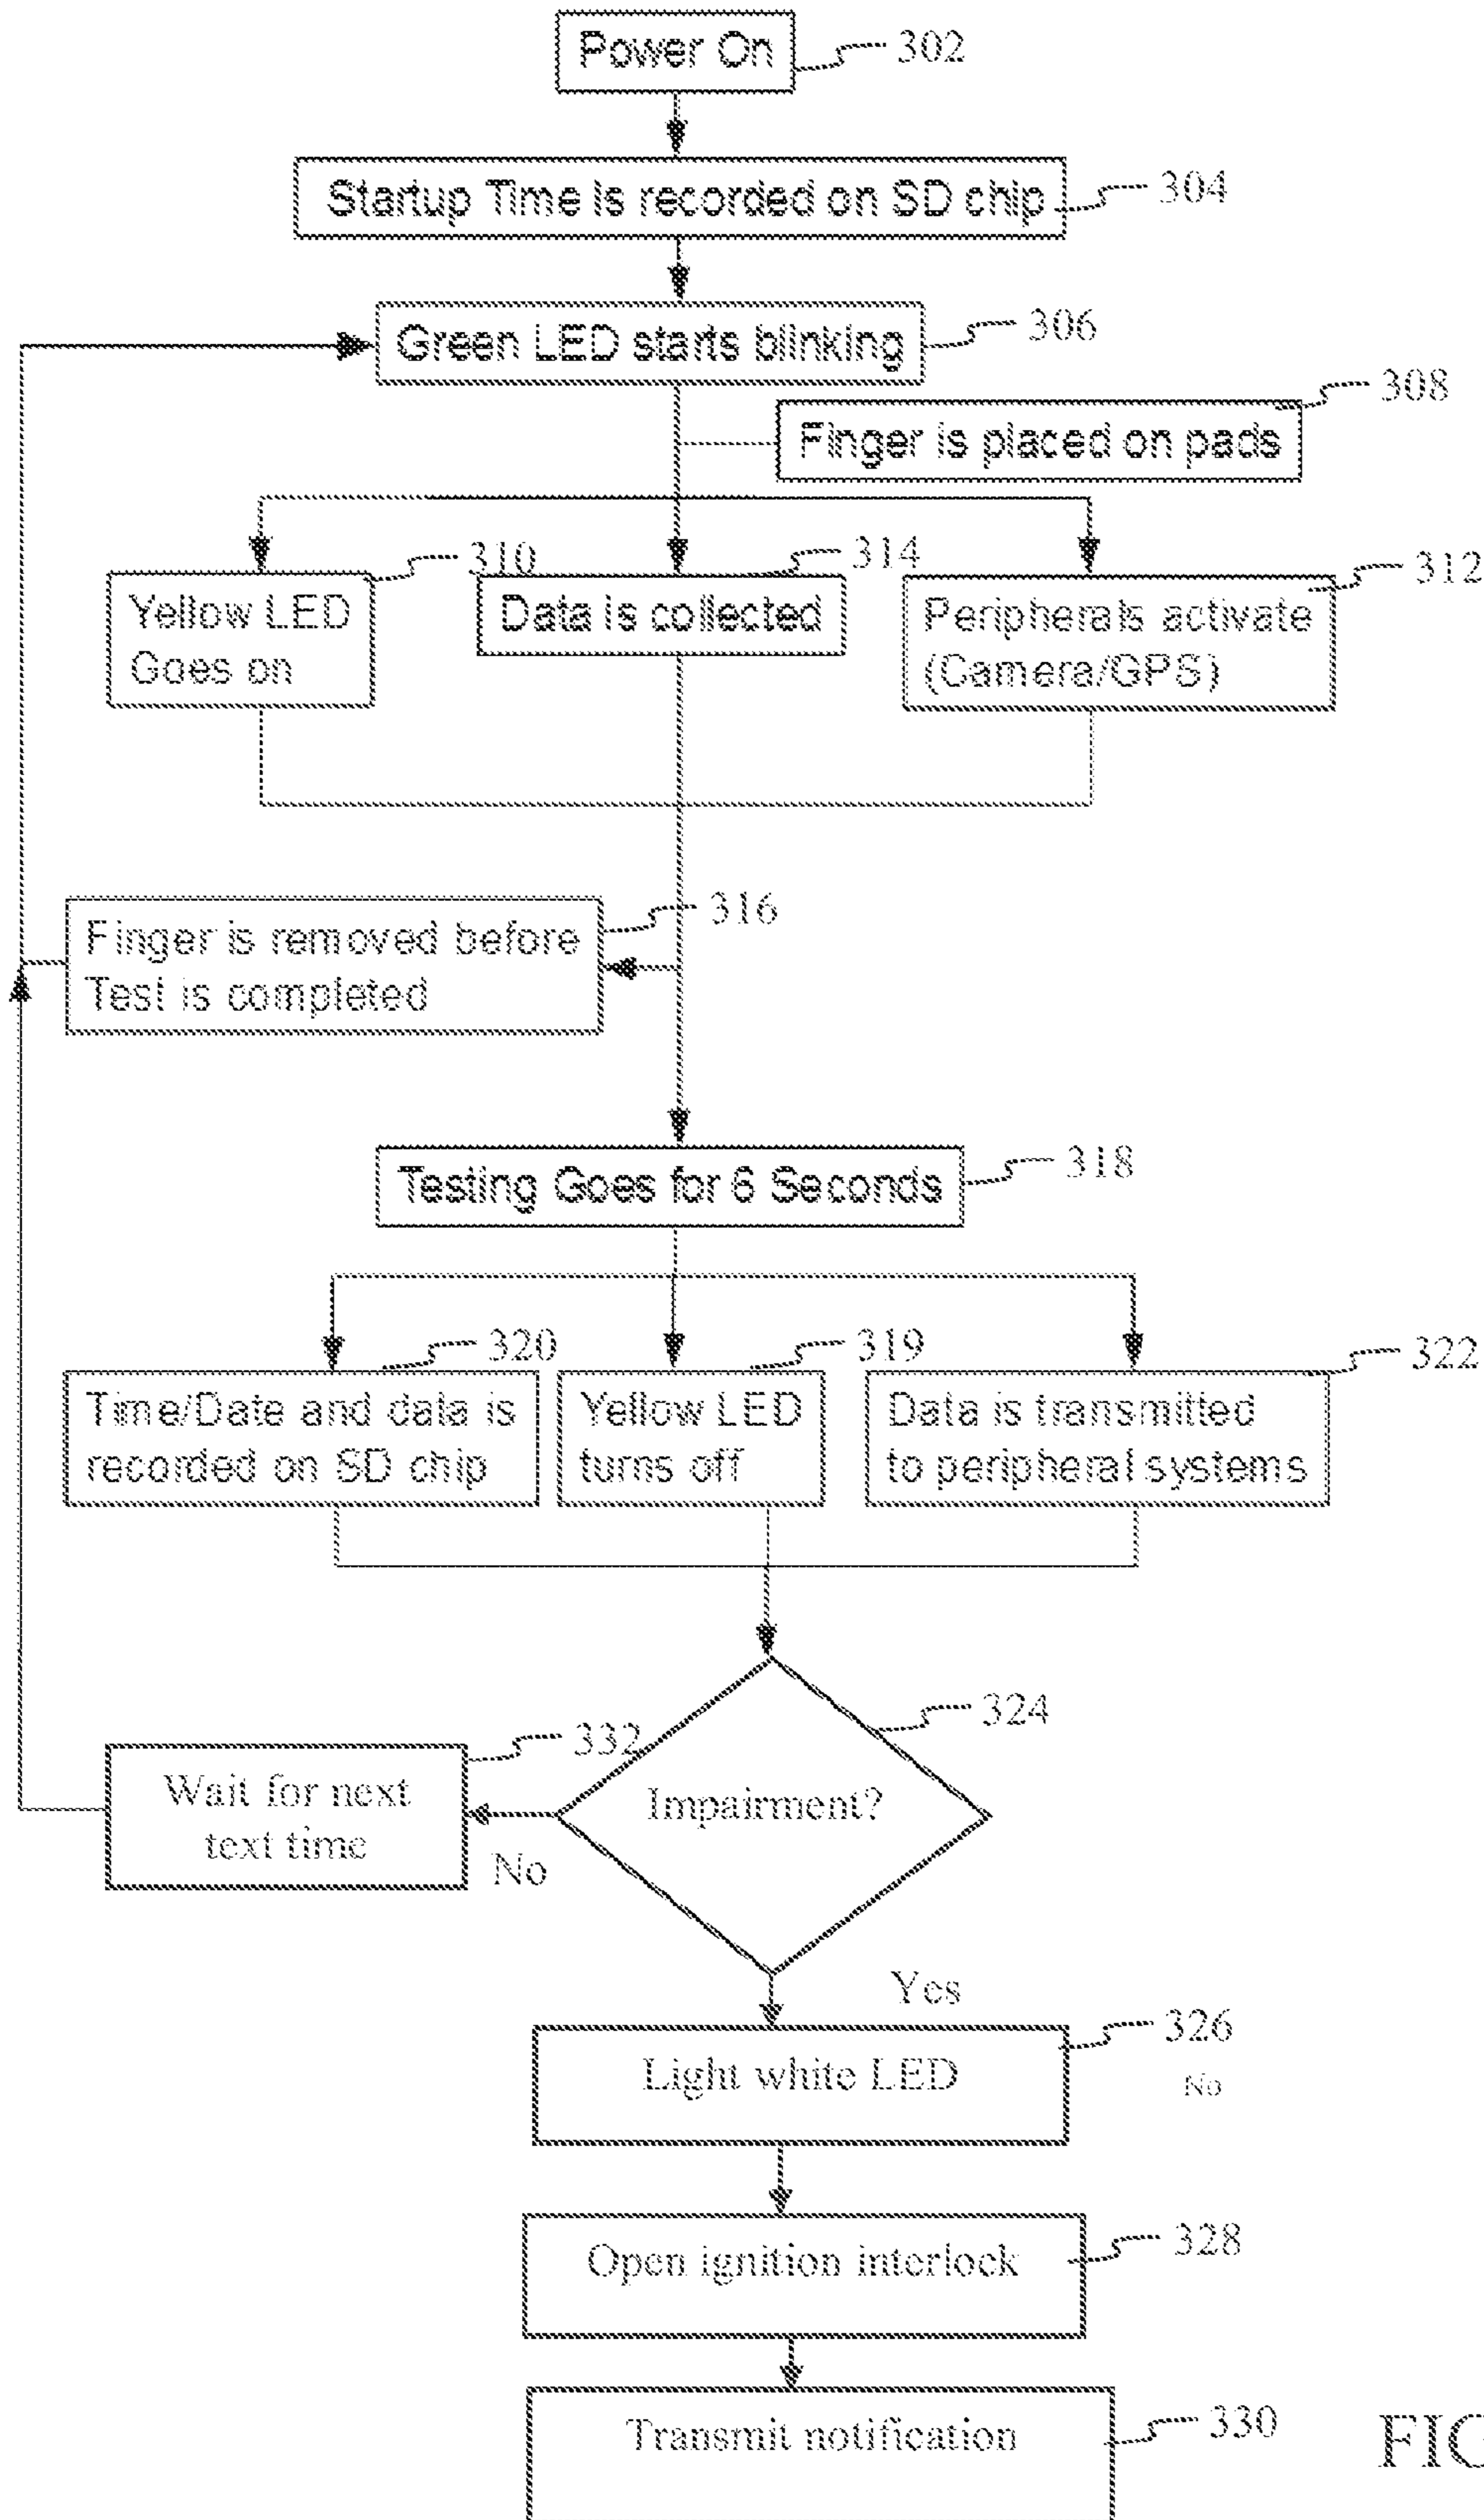 Power On
302
Startup Time is recorded on SD chip
304
Green LED starts blinking
306
308
Finger is placed on pads
310
Yellow LED
Goes on
314
Data is collected
312
Peripherals activate
(Camera/GPS)
316
Finger is removed before
Test is completed
Testing Goes for 6 Seconds
318
320
Time/Date and data is
recorded on SD chip
319
Yellow LED
turns off
322
Data is transmitted
to peripheral systems
324
Impairment?
332
Wait for next
text time
No
Yes
326
Light white LED
No
Open ignition interlock
328
Transmit notification
330
FIG